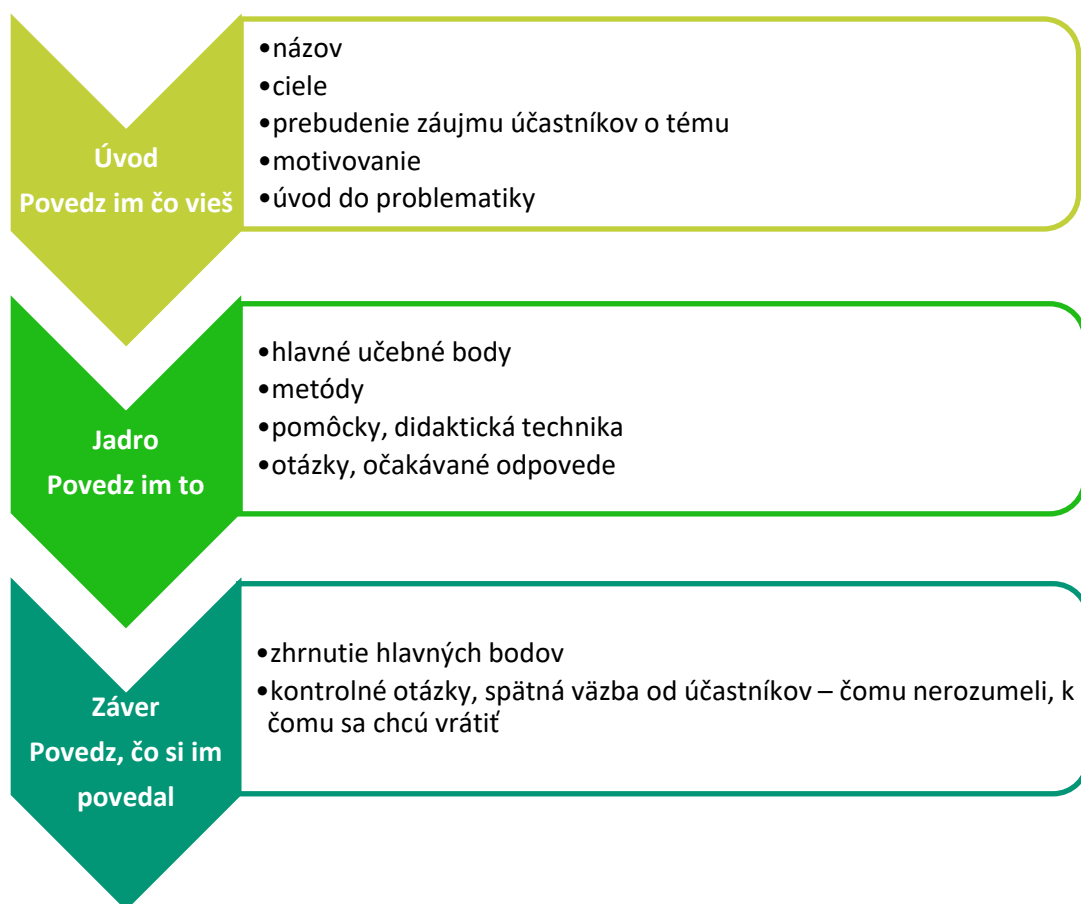 Úvod
Povedz im čo vieš
•názov
•ciele
•prebudenie záujmu účastníkov o tému
•motivovanie
•úvod do problematiky
Jadro
Povedz im to
•hlavné učebné body
•metódy
•pomôcky, didaktická technika
•otázky, očakávané odpovede
Záver
Povedz, čo si im
povedal
•zhrnutie hlavných bodov
•kontrolné otázky, spätná väzba od účastníkov – čomu nerozumeli, k
čomu sa chcú vrátiť